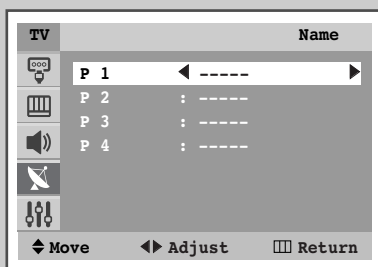 TV Name
P 1 ◀ ----- ▶
P 2 : -----
P 3 : -----
P 4 : -----
Move Adjust Return